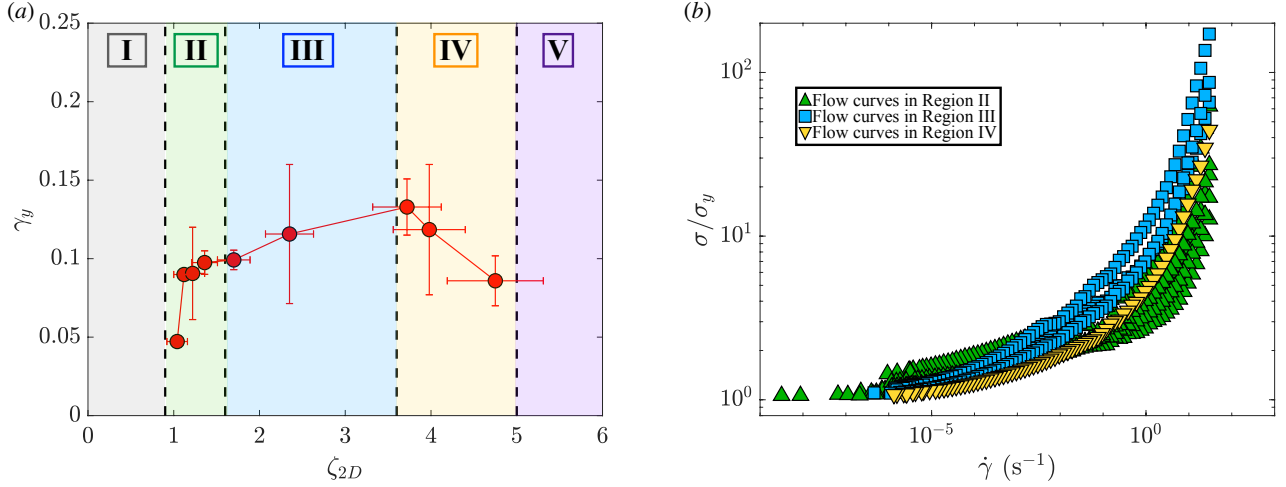 (a)
0.25
I
II
III
IV
V
0.20
0.15
γy
0.10
0.05
0
0 1 2 3 4 5 6
ζ2D
(b)
10²
Flow curves in Region II
Flow curves in Region III
Flow curves in Region IV
σ/σy
10¹
10⁰
10⁻⁵ 10⁰
γ̇ (s⁻¹)